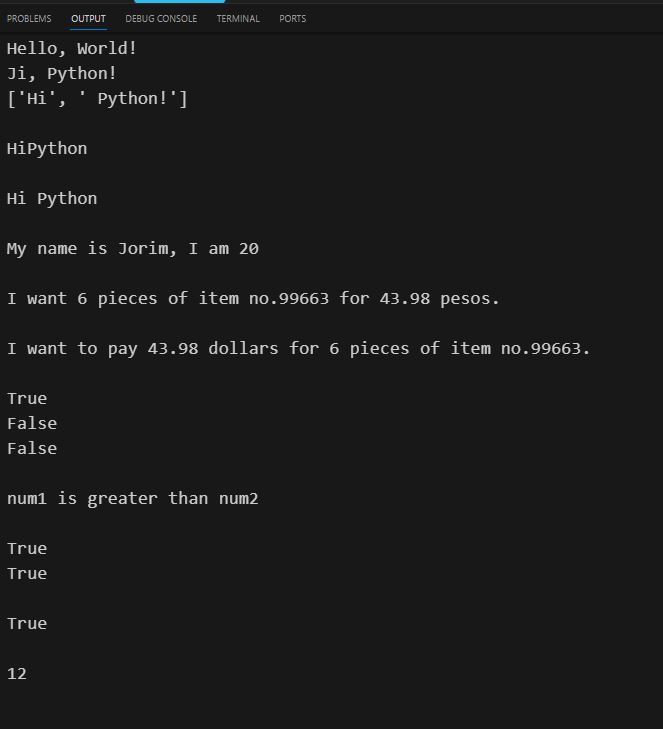 PROBLEMS OUTPUT DEBUG CONSOLE TERMINAL PORTS
Hello, World!
Ji, Python!
['Hi', ' Python!']
HiPython
Hi Python
My name is Jorim, I am 20
I want 6 pieces of item no.99663 for 43.98 pesos.
I want to pay 43.98 dollars for 6 pieces of item no.99663.
True
False
False
num1 is greater than num2
True
True
True
12